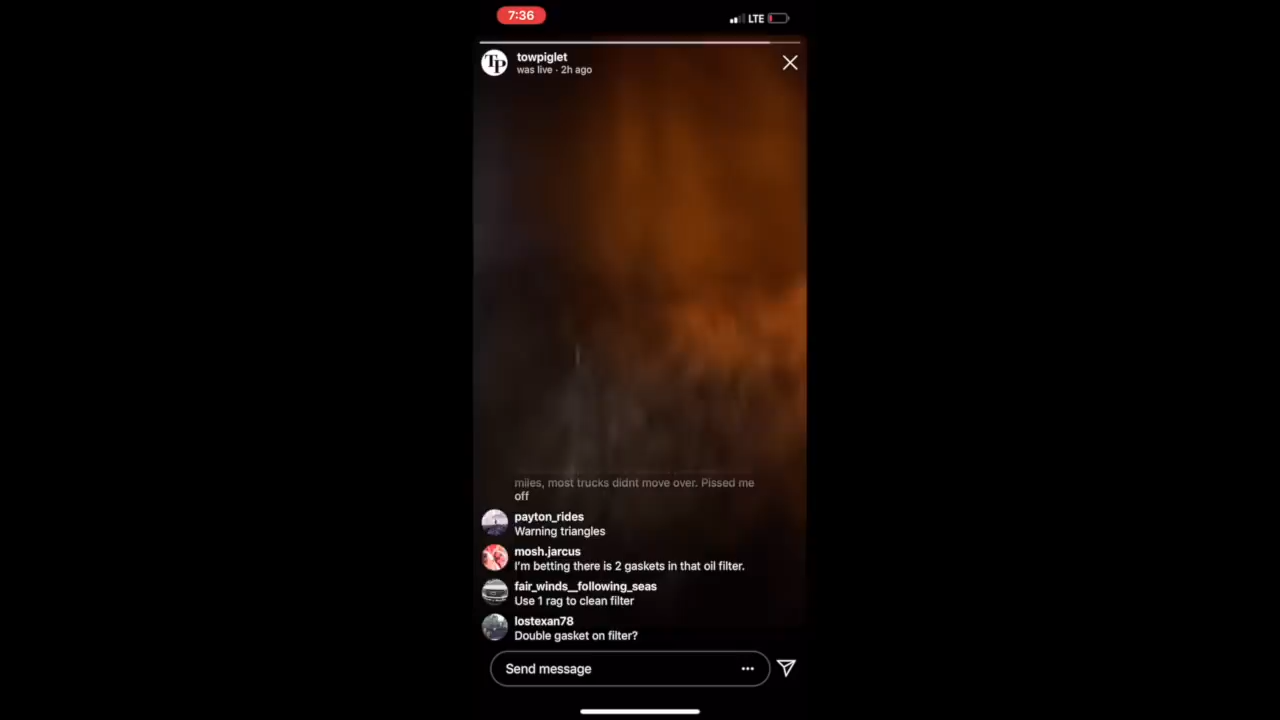 7:36
LTE
TP
towpiglet
was live · 2h ago
miles, most trucks didnt move over. Pissed me
off
payton_rides
Warning triangles
mosh.jarcus
I'm betting there is 2 gaskets in that oil filter.
fair_winds__following_seas
Use 1 rag to clean filter
lostexan78
Double gasket on filter?
Send message